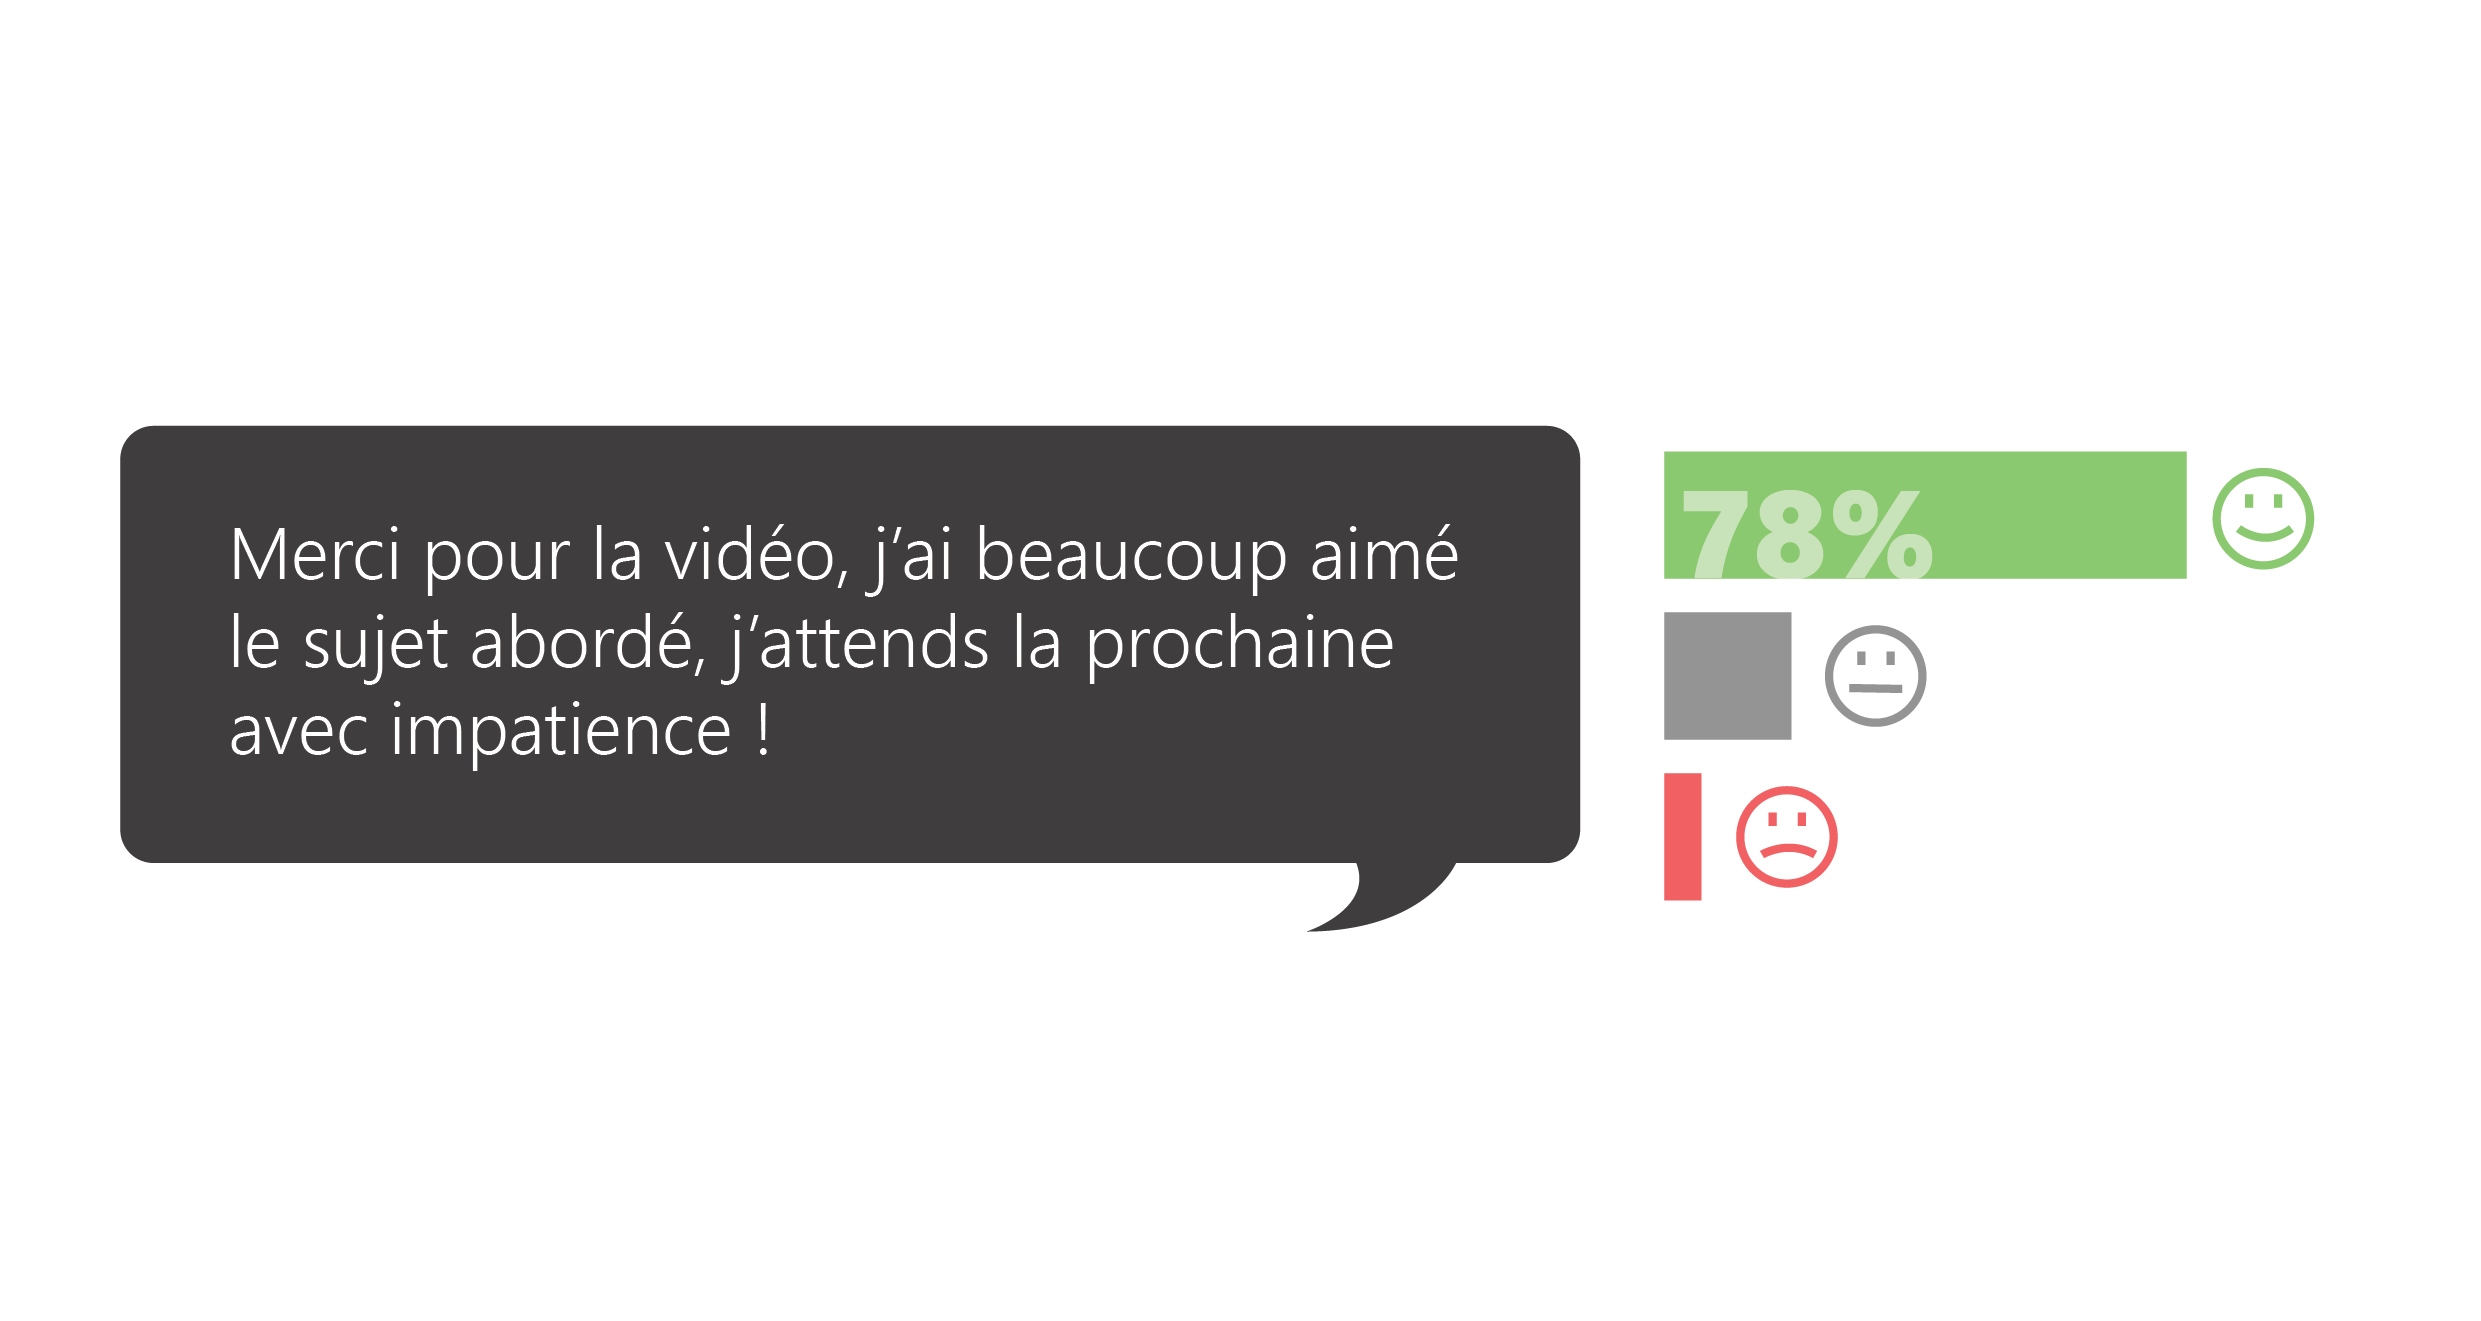 Merci pour la vidéo, j’ai beaucoup aimé
le sujet abordé, j’attends la prochaine
avec impatience !
78%